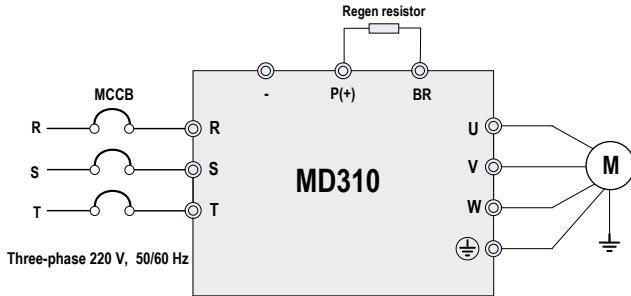 Regen resistor
- P(+) BR
MCCB
R R U
S S V
MD310 M
T T W
Three-phase 220 V, 50/60 Hz